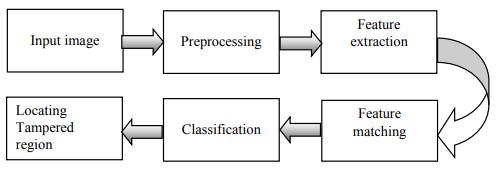 Input image
Preprocessing
Feature
extraction
Feature
matching
Classification
Locating
Tampered
region